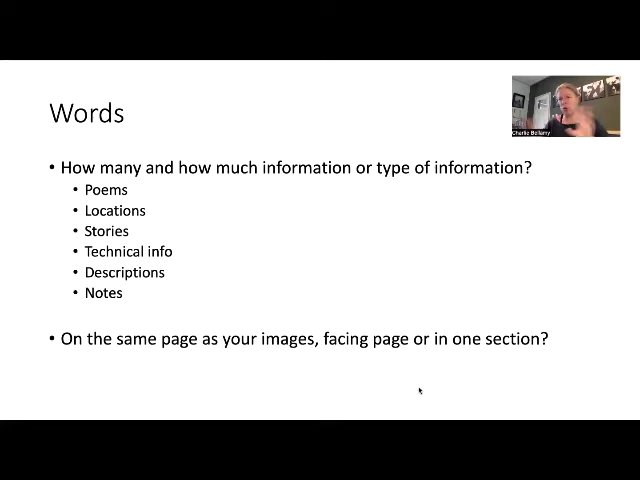 Words
Charlie Bellamy
• How many and how much information or type of information?
• Poems
• Locations
• Stories
• Technical info
• Descriptions
• Notes
• On the same page as your images, facing page or in one section?